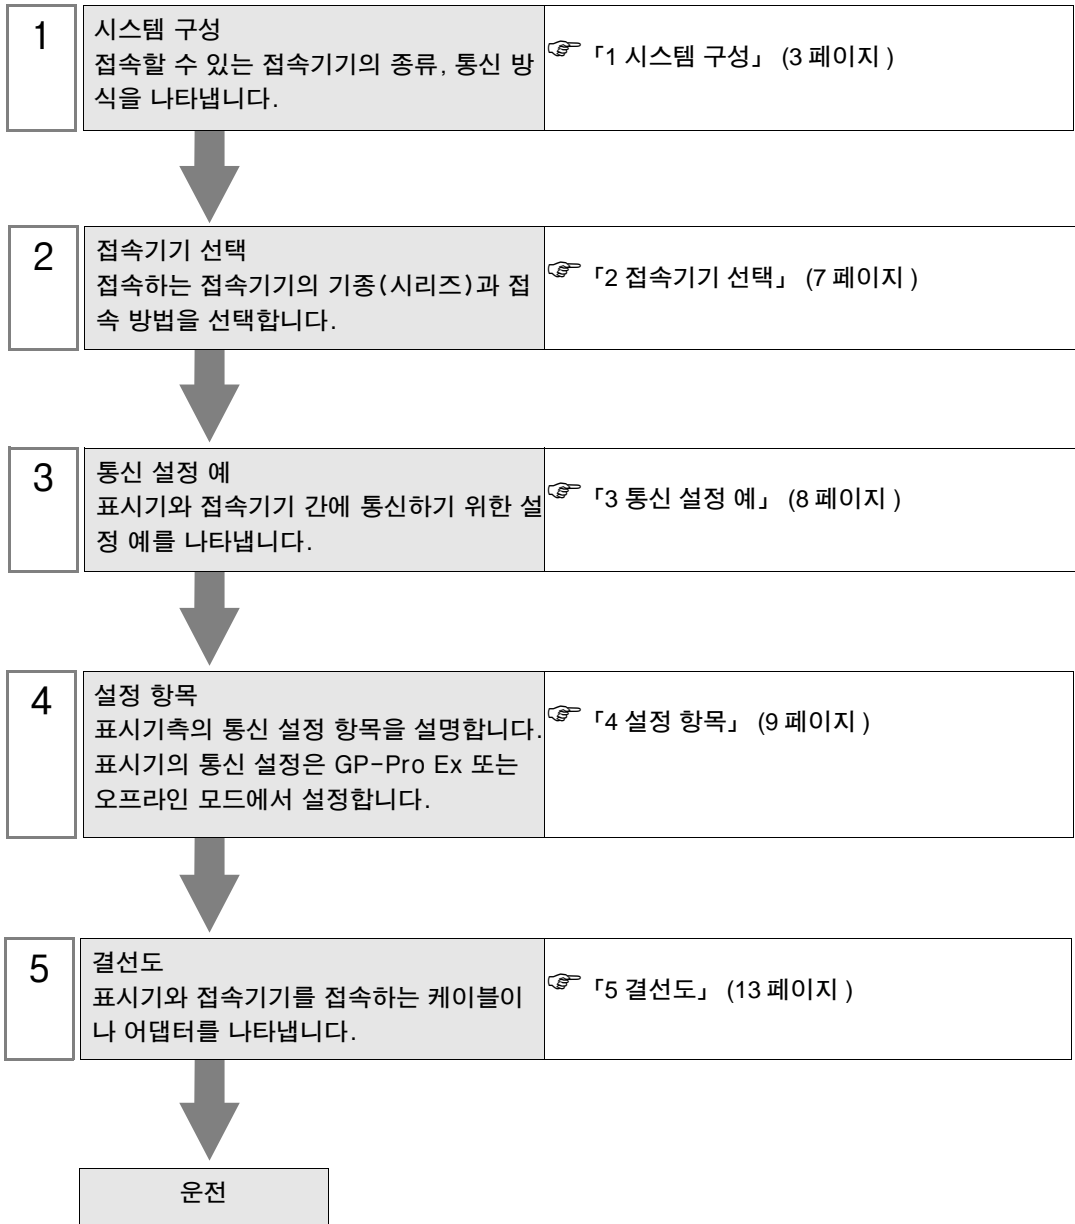 1
시스템 구성
접속할 수 있는 접속기기의 종류, 통신 방
식을 나타냅니다.
☞ 「1 시스템 구성」 (3 페이지 )
2
접속기기 선택
접속하는 접속기기의 기종(시리즈)과 접
속 방법을 선택합니다.
☞ 「2 접속기기 선택」 (7 페이지 )
3
통신 설정 예
표시기와 접속기기 간에 통신하기 위한 설
정 예를 나타냅니다.
☞ 「3 통신 설정 예」 (8 페이지 )
4
설정 항목
표시기측의 통신 설정 항목을 설명합니다.
표시기의 통신 설정은 GP-Pro Ex 또는
오프라인 모드에서 설정합니다.
☞ 「4 설정 항목」 (9 페이지 )
5
결선도
표시기와 접속기기를 접속하는 케이블이
나 어댑터를 나타냅니다.
☞ 「5 결선도」 (13 페이지 )
운전